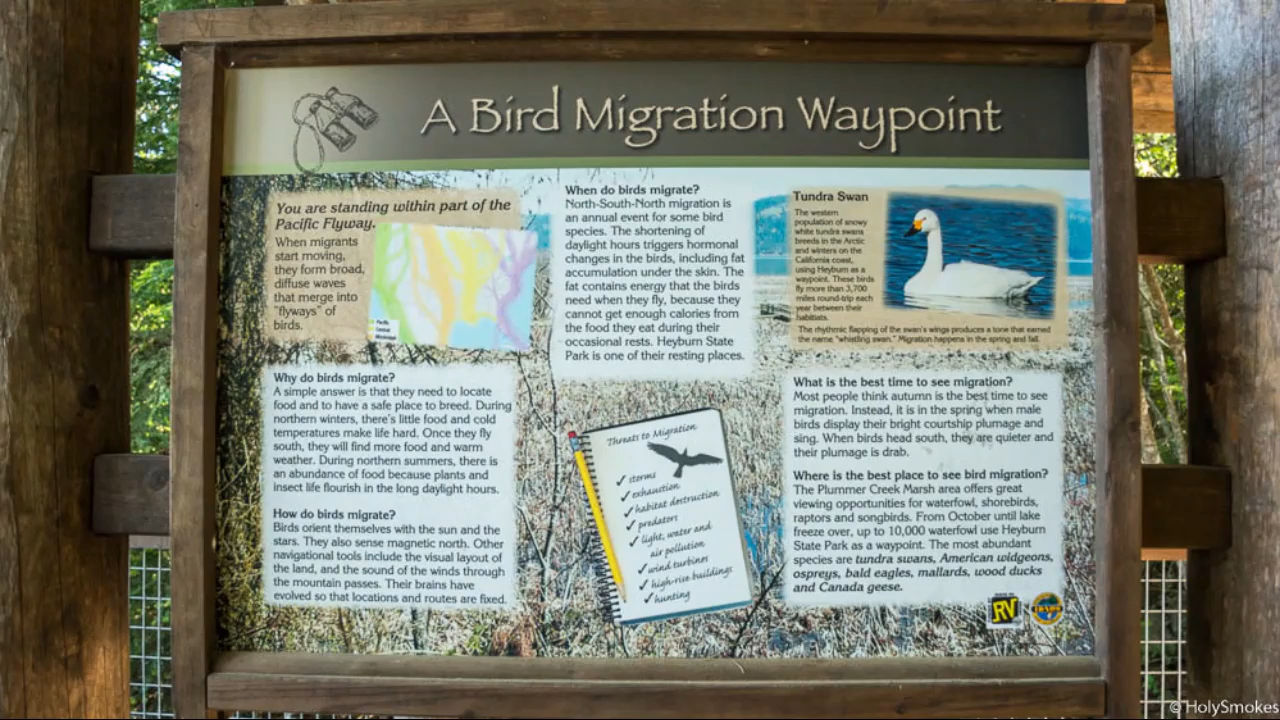 A Bird Migration Waypoint
You are standing within part of the
Pacific Flyway.
When migrants
start moving,
they form broad,
diffuse waves
that merge into
"flyways" of
birds.
Pacific
Central
Mississippi
When do birds migrate?
North-South-North migration is
an annual event for some bird
species. The shortening of
daylight hours triggers hormonal
changes in the birds, including fat
accumulation under the skin. The
fat contains energy that the birds
need when they fly, because they
cannot get enough calories from
the food they eat during their
occasional rests. Heyburn State
Park is one of their resting places.
Tundra Swan
The western
population of snowy
white tundra swans
breeds in the Arctic
and winters on the
California coast,
using Heyburn as a
waypoint. These birds
fly more than 3,700
miles round-trip each
year between their
habitats.
The rhythmic flapping of the swan's wings produces a tone that earned
the name "whistling swan." Migration happens in the spring and fall.
Why do birds migrate?
A simple answer is that they need to locate
food and to have a safe place to breed. During
northern winters, there's little food and cold
temperatures make life hard. Once they fly
south, they will find more food and warm
weather. During northern summers, there is
an abundance of food because plants and
insect life flourish in the long daylight hours.
How do birds migrate?
Birds orient themselves with the sun and the
stars. They also sense magnetic north. Other
navigational tools include the visual layout of
the land, and the sound of the winds through
the mountain passes. Their brains have
evolved so that locations and routes are fixed.
Threats to Migration
✓ storms
✓ exhaustion
✓ habitat destruction
✓ predators
✓ light, water and
air pollution
✓ wind turbines
✓ high-rise buildings
✓ hunting
What is the best time to see migration?
Most people think autumn is the best time to see
migration. Instead, it is in the spring when male
birds display their bright courtship plumage and
sing. When birds head south, they are quieter and
their plumage is drab.
Where is the best place to see bird migration?
The Plummer Creek Marsh area offers great
viewing opportunities for waterfowl, shorebirds,
raptors and songbirds. From October until lake
freeze over, up to 10,000 waterfowl use Heyburn
State Park as a waypoint. The most abundant
species are tundra swans, American widgeons,
ospreys, bald eagles, mallards, wood ducks
and Canada geese.
RV
© HolySmokes